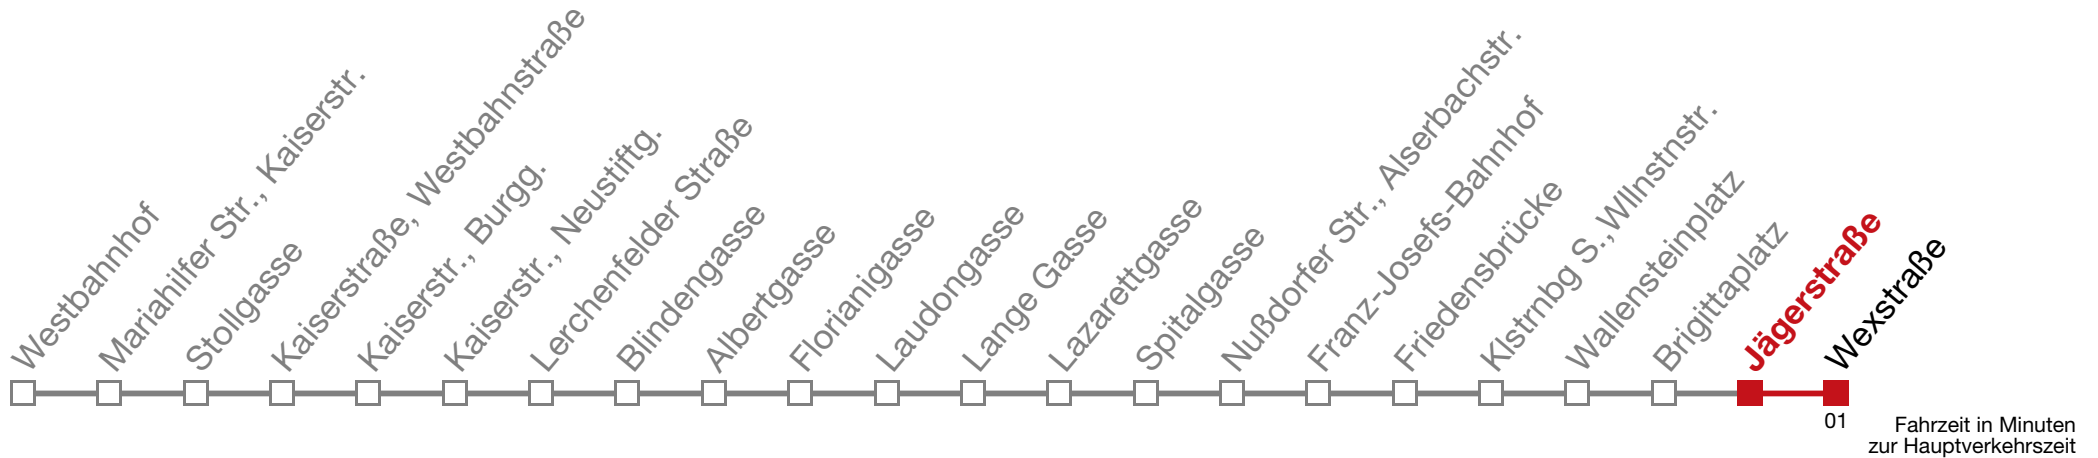 Westbahnhof
Mariahilfer Str., Kaiserstr.
Stollgasse
Kaiserstraße, Westbahnstraße
Kaiserstr., Burgg.
Kaiserstr., Neustiftg.
Lerchenfelder Straße
Blindengasse
Albertgasse
Florianigasse
Laudongasse
Lange Gasse
Lazarettgasse
Spitalgasse
Nußdorfer Str., Alserbachstr.
Franz-Josefs-Bahnhof
Friedensbrücke
Klstrnbg S.,Wllnstnstr.
Wallensteinplatz
Brigittaplatz
Jägerstraße
Wexstraße
01
Fahrzeit in Minuten
zur Hauptverkehrszeit